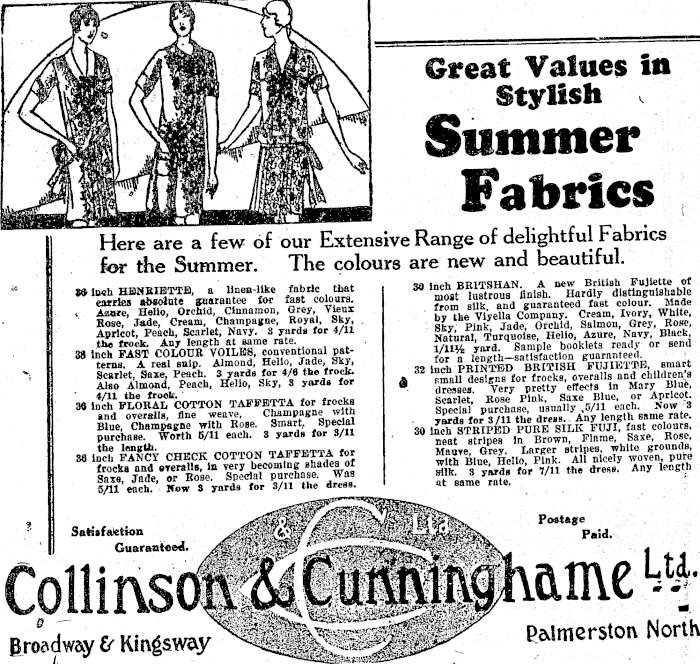 Great Values in
Stylish
Summer
Fabrics
Here are a few of our Extensive Range of delightful Fabrics
for the Summer. The colours are new and beautiful.
36 inch HENRIETTE, a linen-like fabric that
carries absolute guarantee for fast colours.
Azure, Helio, Orchid, Cinnamon, Grey, Vieux
Rose, Jade, Cream, Champagne, Royal, Sky,
Apricot, Peach, Scarlet, Navy. 3 yards for 4/11
the frock. Any length at same rate.
38 inch FAST COLOUR VOILES, conventional pat-
terns. A real snip. Almond, Helio, Jade, Sky,
Scarlet, Saxe, Peach. 3 yards for 4/6 the frock.
Also Almond, Peach, Helio, Sky, 3 yards for
4/11 the frock.
36 inch FLORAL COTTON TAFFETTA for frocks
and overalls, fine weave, Champagne with
Blue, Champagne with Rose. Smart, Special
purchase. Worth 5/11 each. 3 yards for 3/11
the length.
36 inch FANCY CHECK COTTON TAFFETTA for
frocks and overalls, in very becoming shades of
Saxe, Jade, or Rose. Special purchase. Was
5/11 each. Now 3 yards for 3/11 the dress.
30 inch BRITSHAN. A new British Fujiette of
most lustrous finish. Hardly distinguishable
from silk, and guaranteed fast colour. Made
by the Viyella Company. Cream, Ivory, White,
Sky, Pink, Jade, Orchid, Salmon, Grey, Rose,
Natural, Turquoise, Helio, Azure, Navy, Black,
1/11½ yard. Sample booklets ready or send
for a length—satisfaction guaranteed.
32 inch PRINTED BRITISH FUJIETTE, smart
small designs for frocks, overalls and children's
dresses. Very pretty effects in Mary Blue,
Scarlet, Rose Pink, Saxe Blue, or Apricot.
Special purchase, usually 5/11 each. Now 3
yards for 3/11 the dress. Any length same rate.
30 inch STRIPED PURE SILK FUJI, fast colours,
neat stripes in Brown, Flame, Saxe, Rose,
Mauve, Grey. Larger stripes, white grounds,
with Blue, Helio, Pink. All nicely woven, pure
silk. 3 yards for 7/11 the dress. Any length
at same rate.
Satisfaction
Guaranteed.
C & C Ltd
Postage
Paid.
Collinson & Cunninghame Ltd.
Broadway & Kingsway
Palmerston North